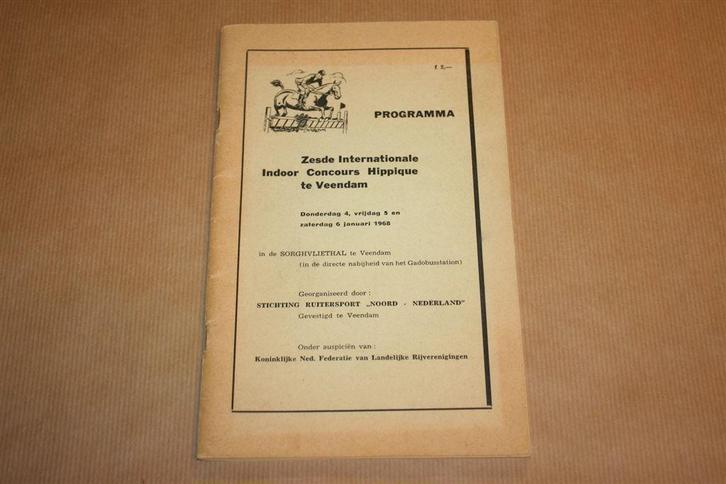 f. 2,—
PROGRAMMA
Zesde Internationale
Indoor Concours Hippique
te Veendam
Donderdag 4, vrijdag 5 en
zaterdag 6 januari 1968
in de SORGHVLIETHAL te Veendam
(in de directe nabijheid van het Gadobusstation)
Georganiseerd door :
STICHTING RUITERSPORT „NOORD - NEDERLAND"
Gevestigd te Veendam
Onder auspiciën van :
Koninklijke Ned. Federatie van Landelijke Rijverenigingen